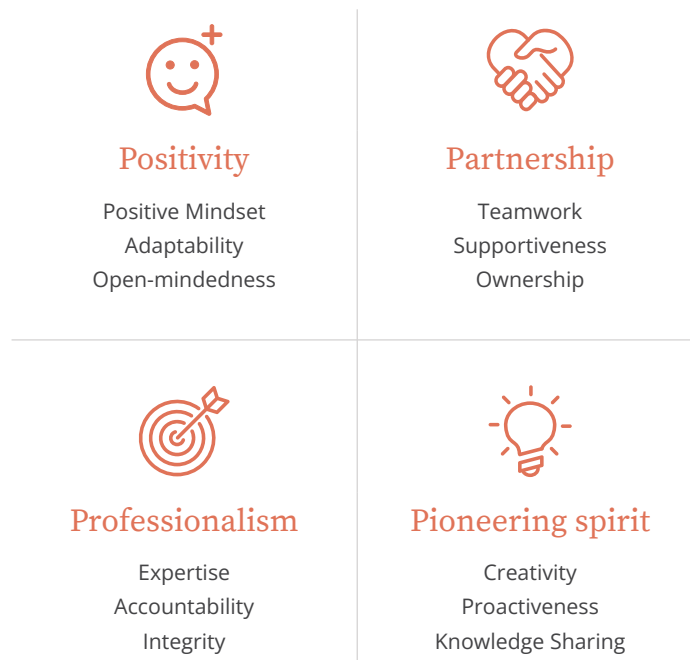 Positivity
Positive Mindset
Adaptability
Open-mindedness
Partnership
Teamwork
Supportiveness
Ownership
Professionalism
Expertise
Accountability
Integrity
Pioneering spirit
Creativity
Proactiveness
Knowledge Sharing